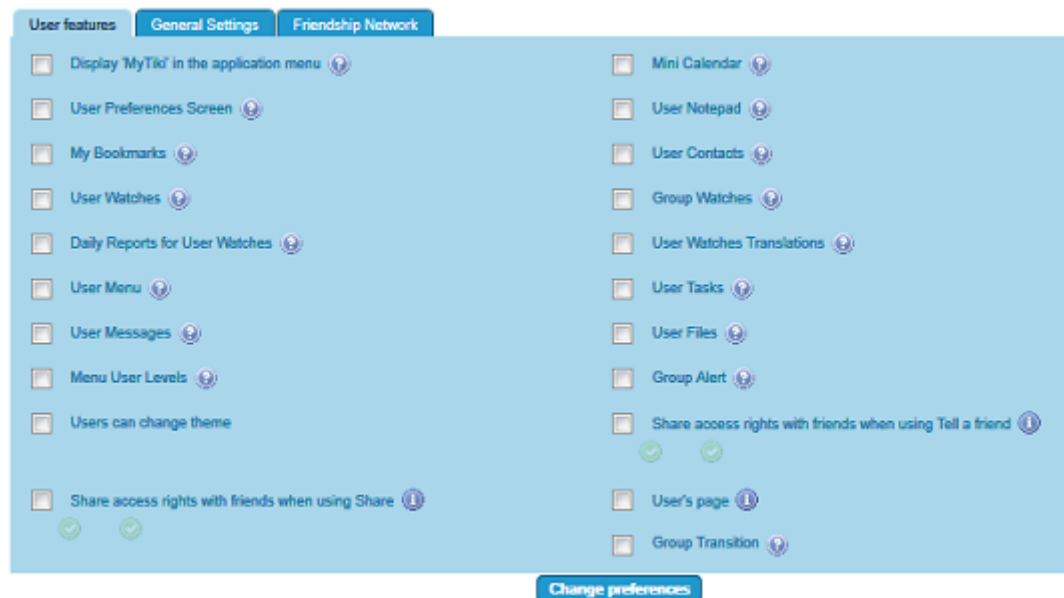 User features
General Settings
Friendship Network
Display 'MyTiki' in the application menu
Mini Calendar
User Preferences Screen
User Notepad
My Bookmarks
User Contacts
User Watches
Group Watches
Daily Reports for User Watches
User Watches Translations
User Menu
User Tasks
User Messages
User Files
Menu User Levels
Group Alert
Users can change theme
Share access rights with friends when using Tell a friend
Share access rights with friends when using Share
User's page
Group Transition
Change preferences